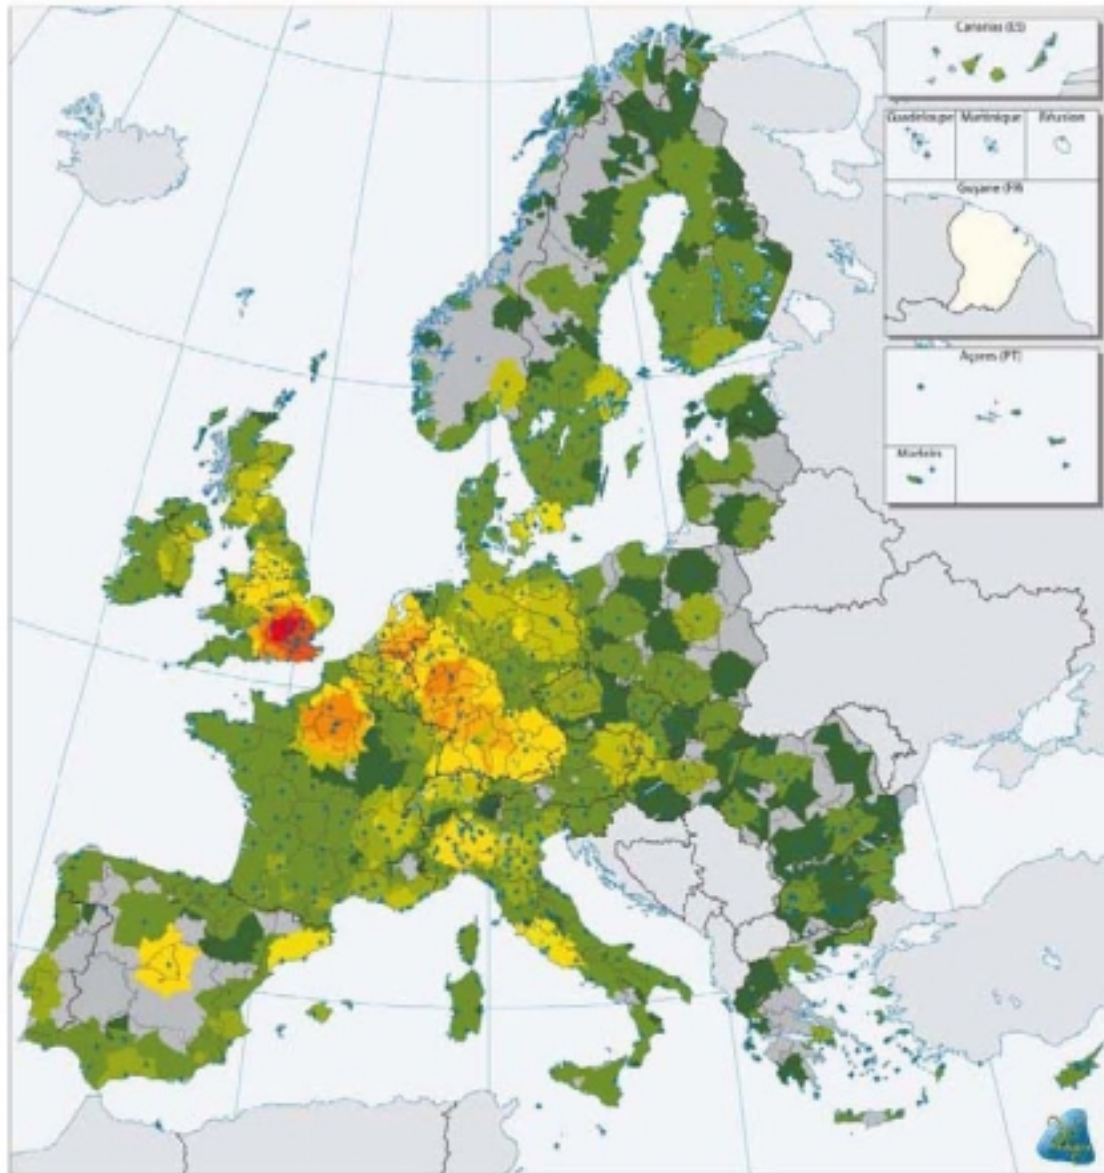 Canarias (ES)
Guadeloupe
Martinique
Réunion
Guyane (FR)
Açores (PT)
Madeira